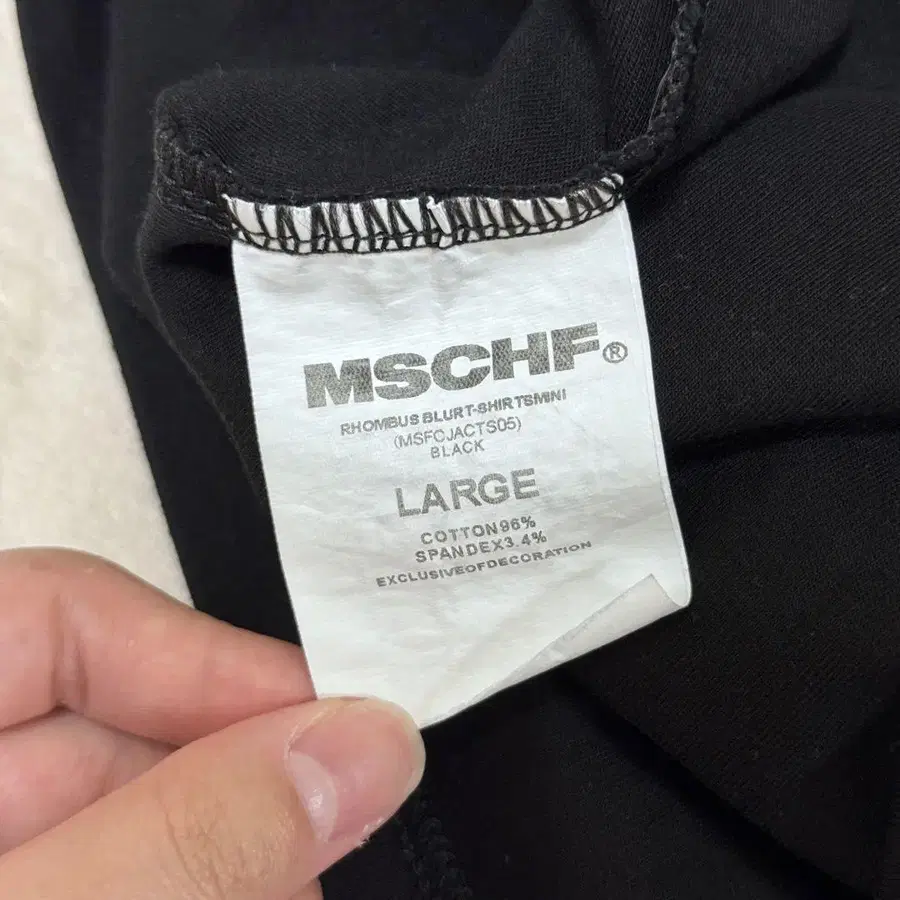 MSCHF®
RHOMBUS BLURT-SHIRTSMINI
(MSFCJACTS05)
BLACK
LARGE
COTTON96%
SPANDEX3.4%
EXCLUSIVEOFDECORATION